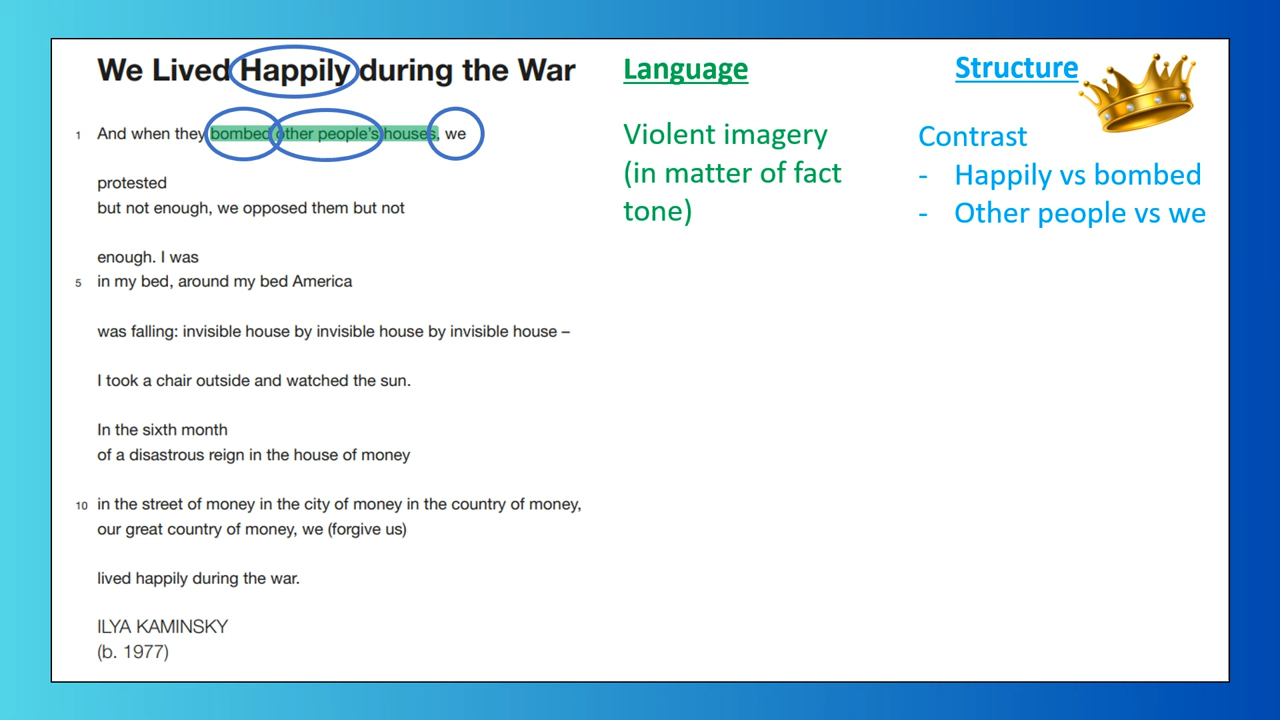 We Lived Happily during the War
1 And when they bombed other people's houses, we
protested
but not enough, we opposed them but not
enough. I was
5 in my bed, around my bed America
was falling: invisible house by invisible house by invisible house –
I took a chair outside and watched the sun.
In the sixth month
of a disastrous reign in the house of money
10 in the street of money in the city of money in the country of money,
our great country of money, we (forgive us)
lived happily during the war.
ILYA KAMINSKY
(b. 1977)
Language
Violent imagery
(in matter of fact
tone)
Structure
Contrast
- Happily vs bombed
- Other people vs we